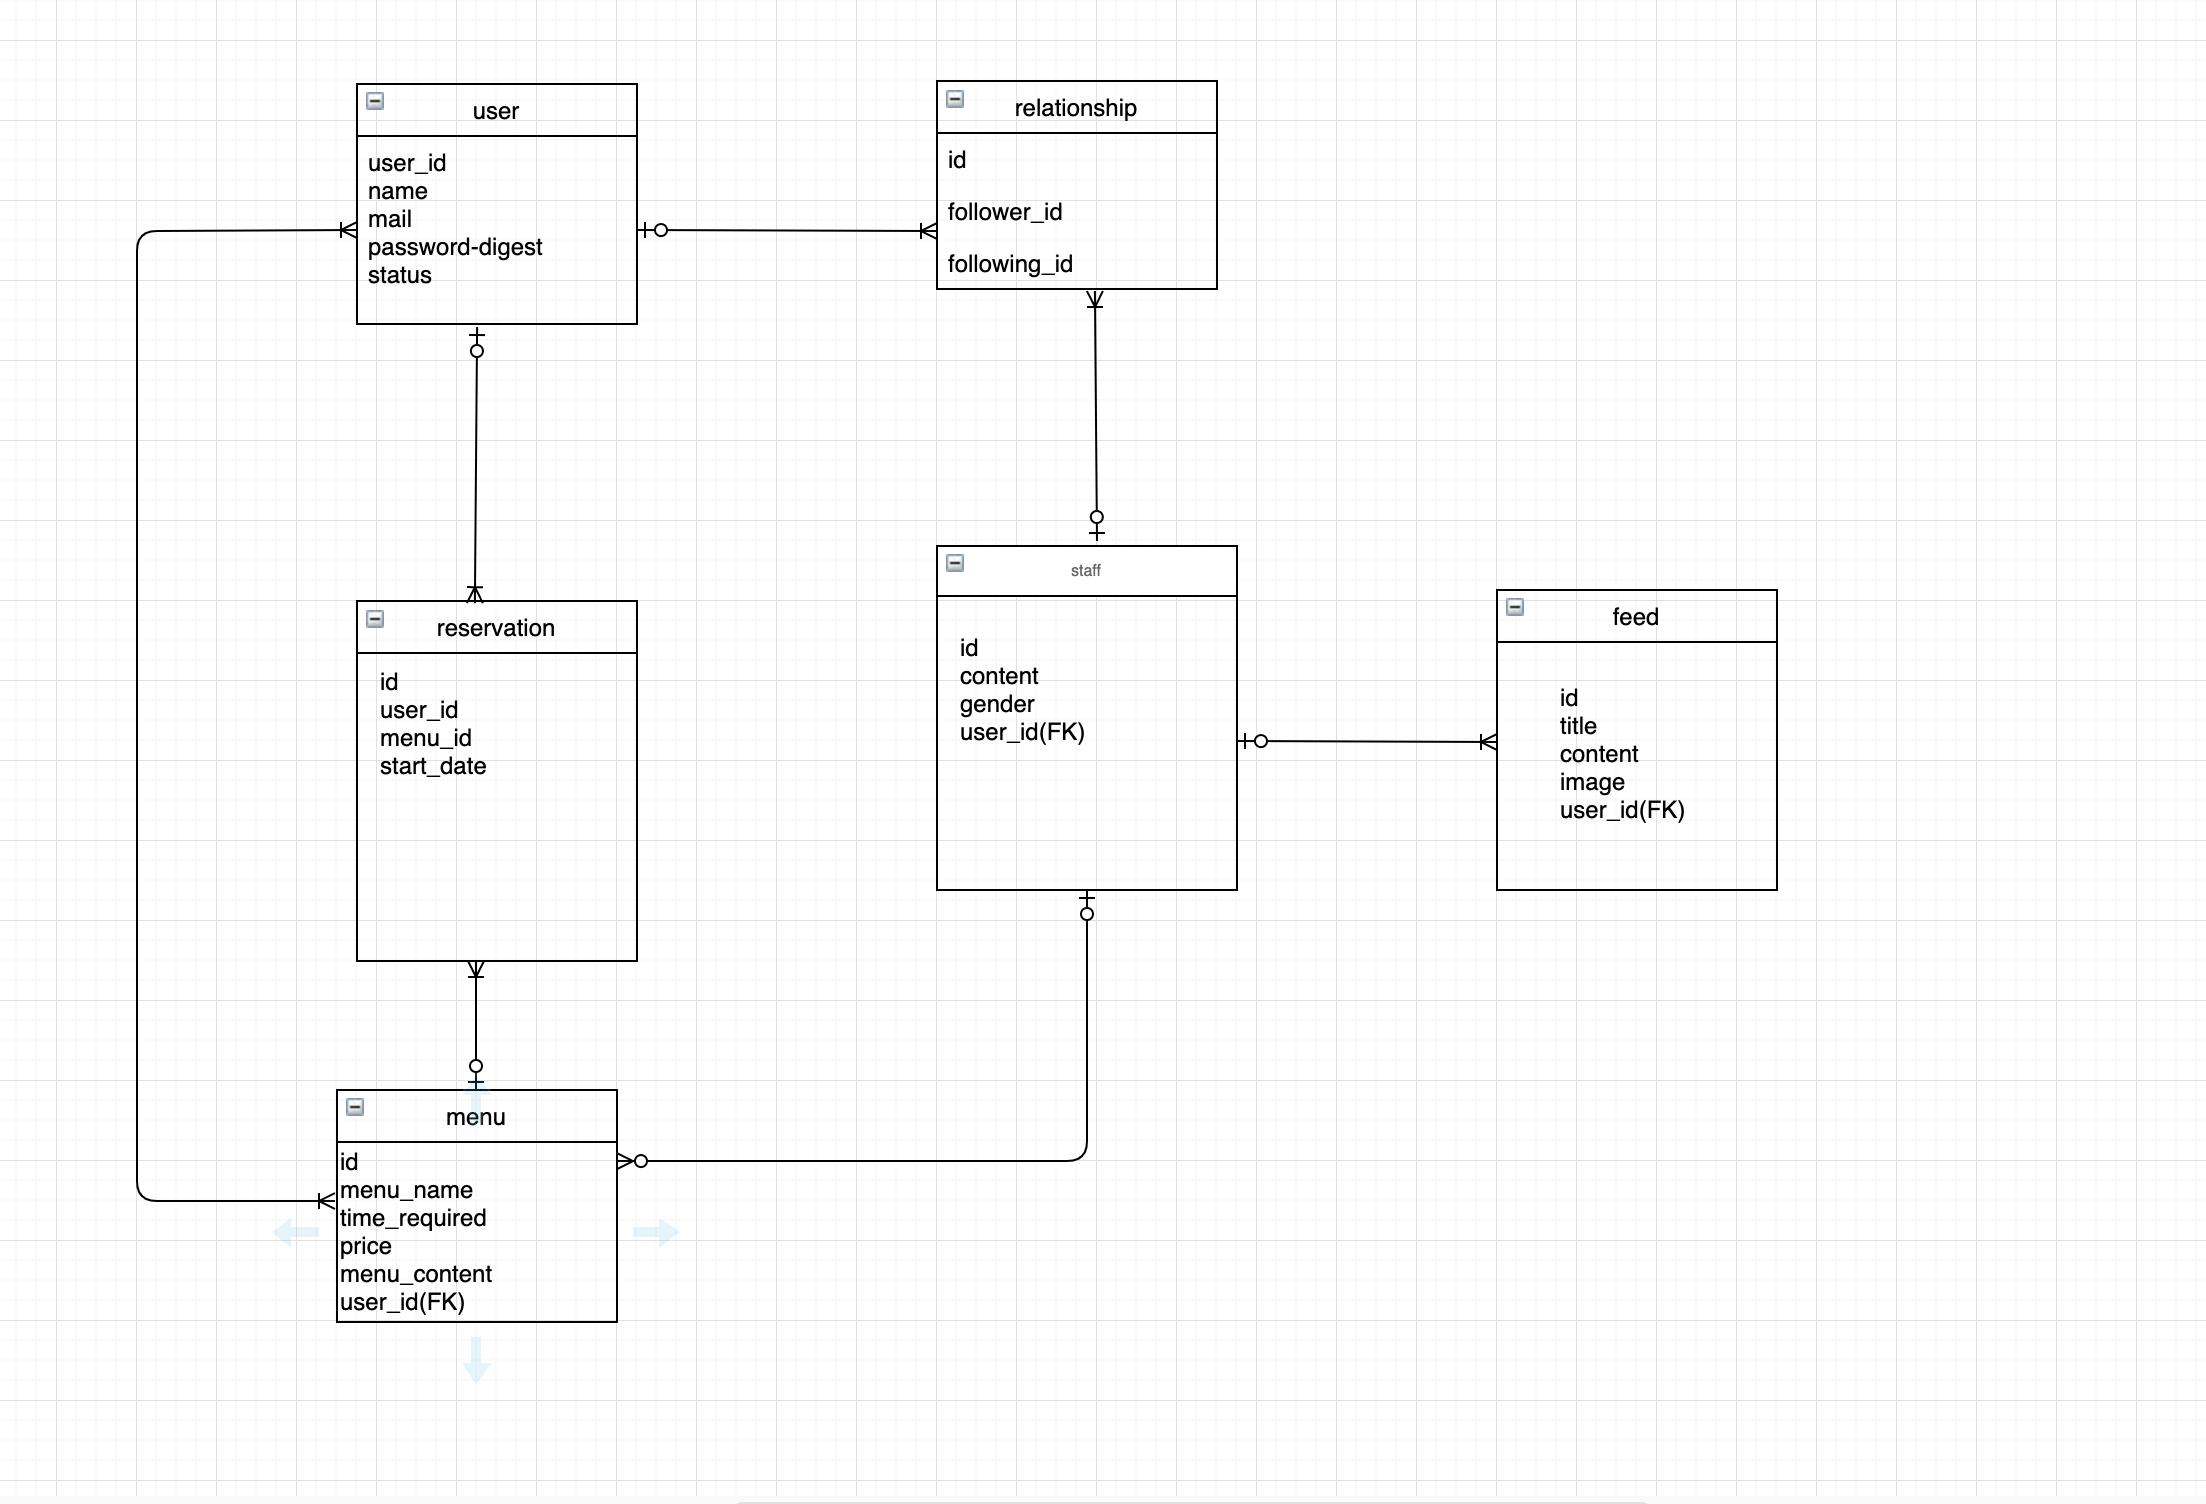 user
user_id
name
mail
password-digest
status
relationship
id
follower_id
following_id
reservation
id
user_id
menu_id
start_date
staff
id
content
gender
user_id(FK)
feed
id
title
content
image
user_id(FK)
menu
id
menu_name
time_required
price
menu_content
user_id(FK)